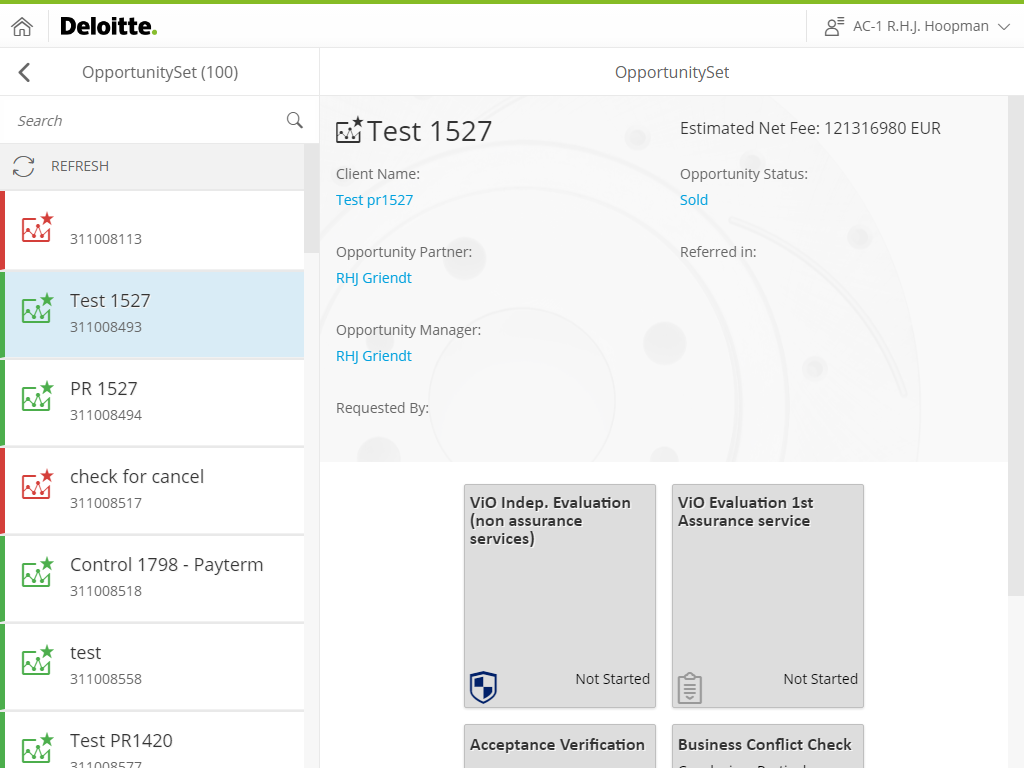 Deloitte.
AC-1 R.H.J. Hoopman
OpportunitySet (100)
OpportunitySet
Search
REFRESH
311008113
Test 1527
311008493
PR 1527
311008494
check for cancel
311008517
Control 1798 - Payterm
311008518
test
311008558
Test PR1420
311008577
Test 1527
Estimated Net Fee: 121316980 EUR
Client Name:
Test pr1527
Opportunity Status:
Sold
Opportunity Partner:
RHJ Griendt
Referred in:
Opportunity Manager:
RHJ Griendt
Requested By:
ViO Indep. Evaluation
(non assurance
services)
Not Started
ViO Evaluation 1st
Assurance service
Not Started
Acceptance Verification
Business Conflict Check